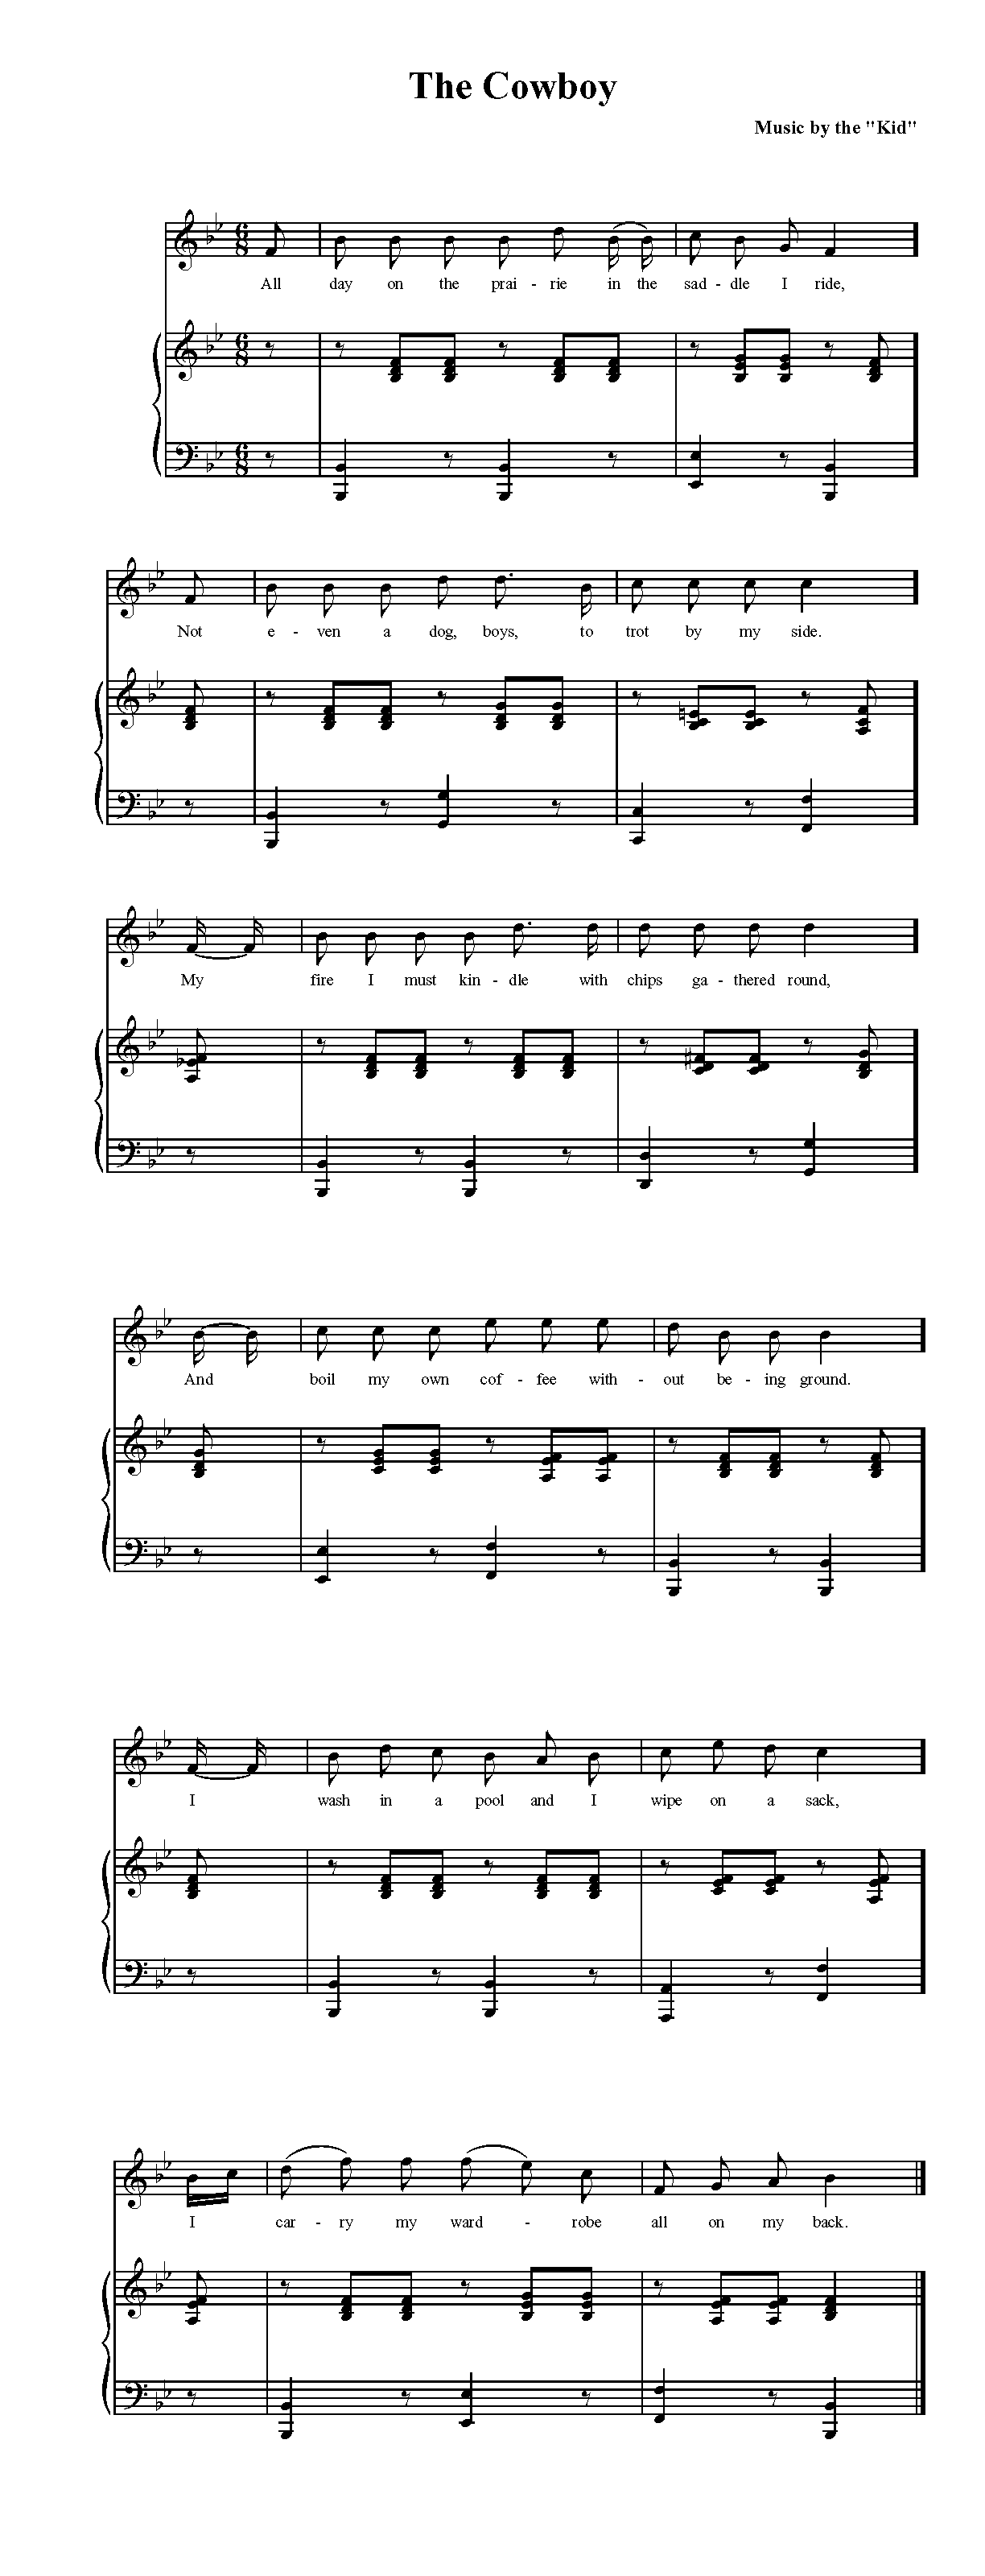 The Cowboy
Music by the "Kid"
All day on the prai - rie in the sad - dle I ride,
Not e - ven a dog, boys, to trot by my side.
My fire I must kin - dle with chips ga - thered round,
And boil my own cof - fee with - out be - ing ground.
I wash in a pool and I wipe on a sack,
I car - ry my ward - robe all on my back.